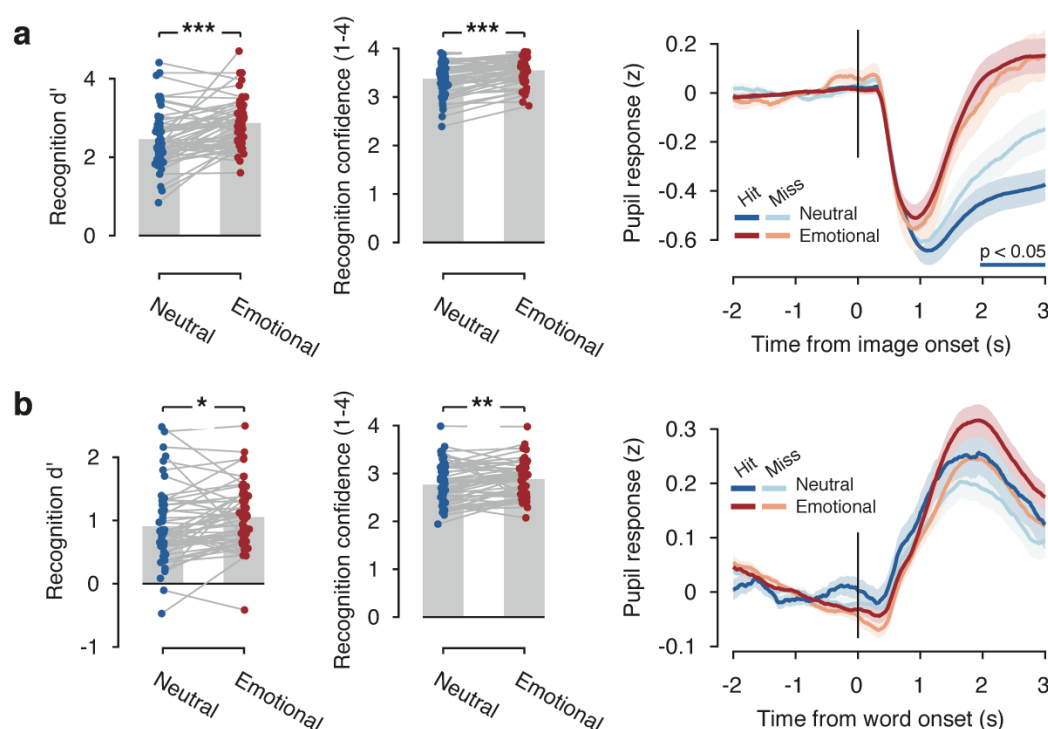 a
***
Recognition d'
4
2
0
Neutral
Emotional
***
Recognition confidence (1-4)
4
3
2
1
0
Neutral
Emotional
Pupil response (z)
0.2
0
-0.2
-0.4
-0.6
Hit Miss
Neutral
Emotional
p < 0.05
-2 -1 0 1 2 3
Time from image onset (s)
b
*
Recognition d'
2
1
0
-1
Neutral
Emotional
**
Recognition confidence (1-4)
4
3
2
1
0
Neutral
Emotional
Pupil response (z)
0.3
0.2
0.1
0
-0.1
Hit Miss
Neutral
Emotional
-2 -1 0 1 2 3
Time from word onset (s)